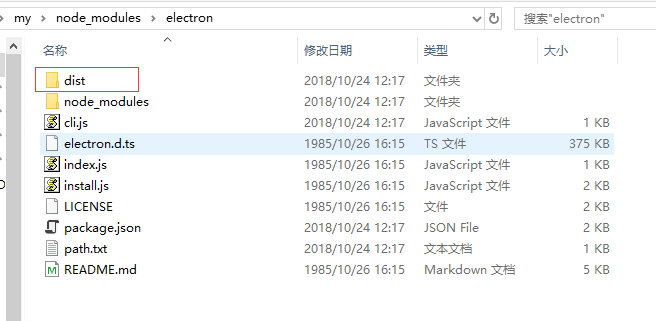 my › node_modules › electron 搜索"electron"
名称 修改日期 类型 大小
dist 2018/10/24 12:17 文件夹
node_modules 2018/10/24 12:17 文件夹
cli.js 2018/10/24 12:17 JavaScript 文件 1 KB
electron.d.ts 1985/10/26 16:15 TS 文件 375 KB
index.js 1985/10/26 16:15 JavaScript 文件 1 KB
install.js 1985/10/26 16:15 JavaScript 文件 2 KB
LICENSE 1985/10/26 16:15 文件 2 KB
package.json 2018/10/24 12:17 JSON File 2 KB
path.txt 2018/10/24 12:17 文本文档 1 KB
README.md 1985/10/26 16:15 Markdown 文档 5 KB